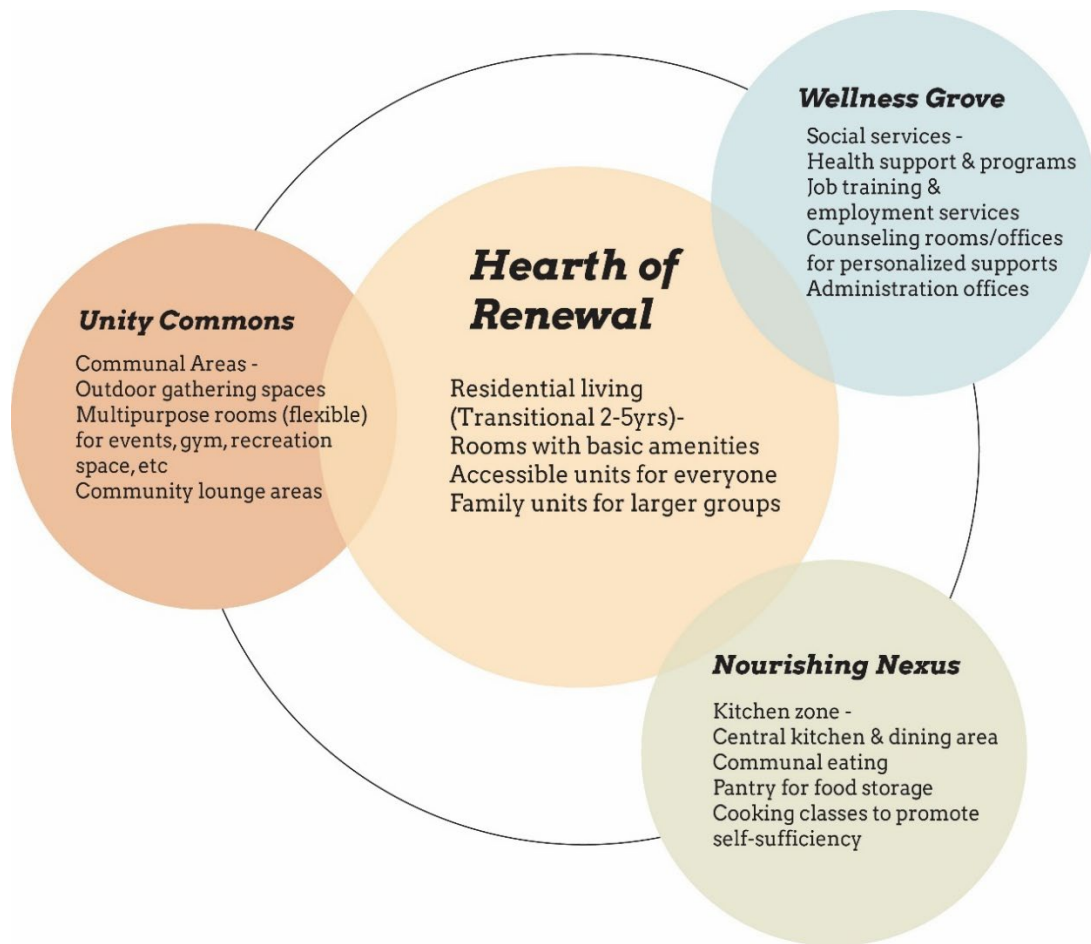 Wellness Grove
Social services -
Health support & programs
Job training &
employment services
Counseling rooms/offices
for personalized supports
Administration offices
Hearth of
Renewal
Residential living
(Transitional 2-5yrs)-
Rooms with basic amenities
Accessible units for everyone
Family units for larger groups
Unity Commons
Communal Areas -
Outdoor gathering spaces
Multipurpose rooms (flexible)
for events, gym, recreation
space, etc
Community lounge areas
Nourishing Nexus
Kitchen zone -
Central kitchen & dining area
Communal eating
Pantry for food storage
Cooking classes to promote
self-sufficiency